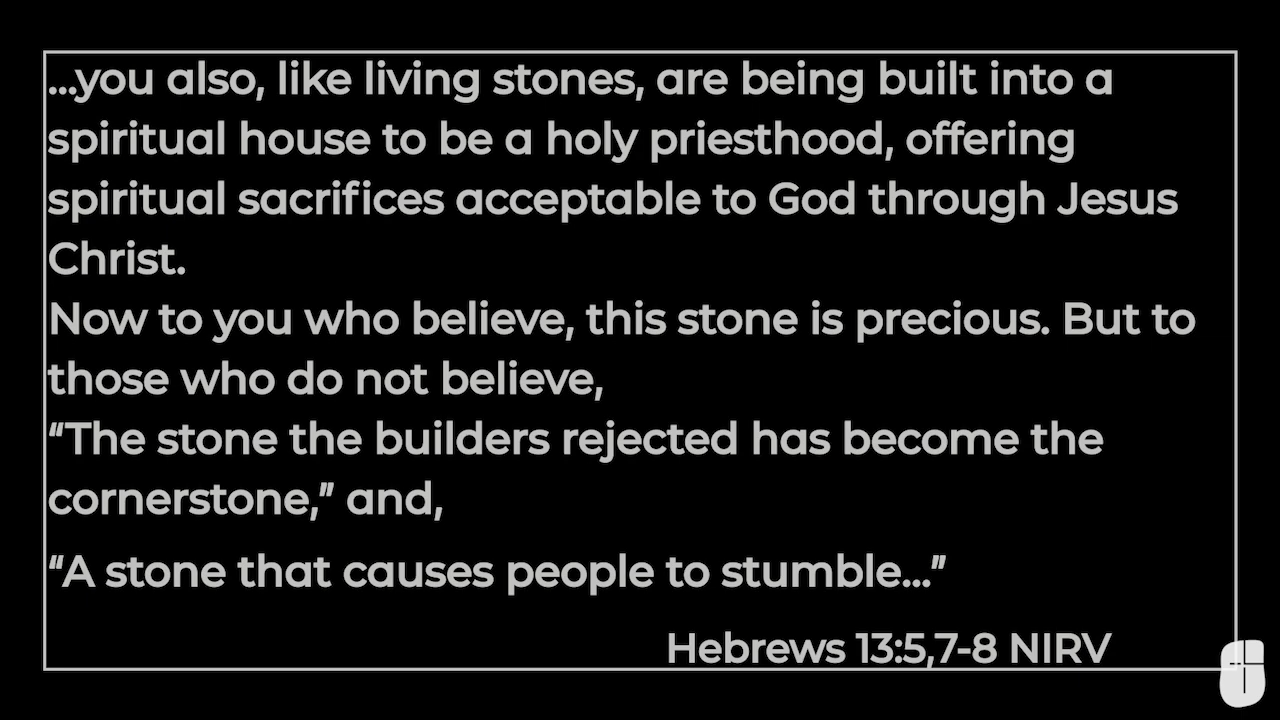 ...you also, like living stones, are being built into a
spiritual house to be a holy priesthood, offering
spiritual sacrifices acceptable to God through Jesus
Christ.
Now to you who believe, this stone is precious. But to
those who do not believe,
“The stone the builders rejected has become the
cornerstone,” and,
“A stone that causes people to stumble...”
Hebrews 13:5,7-8 NIRV